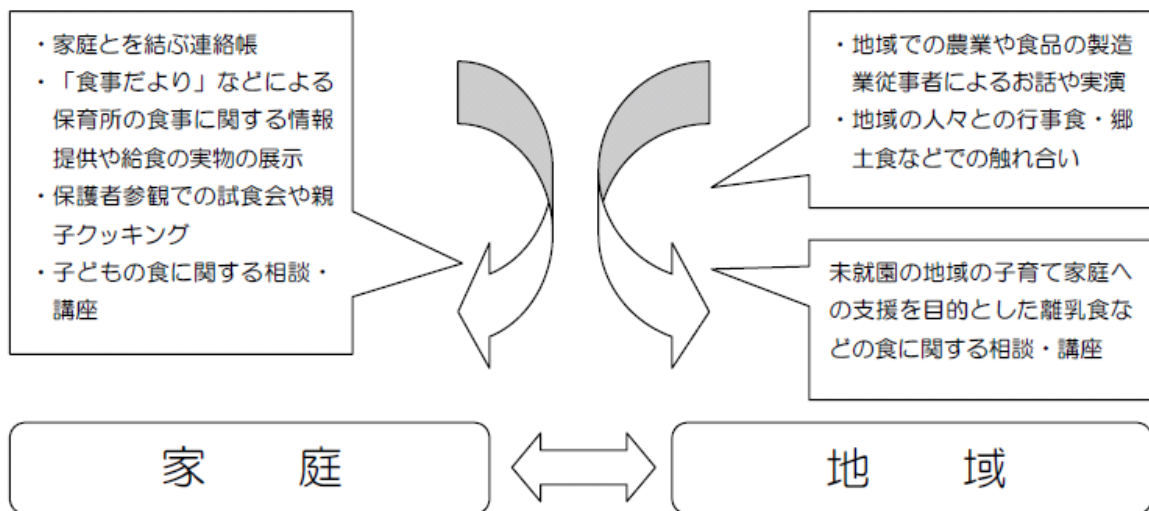 ・家庭とを結ぶ連絡帳
・「食事だより」などによる
保育所の食事に関する情報
提供や給食の実物の展示
・保護者参観での試食会や親
子クッキング
・子どもの食に関する相談・
講座
・地域での農業や食品の製造
業従事者によるお話や実演
・地域の人々との行事食・郷
土食などでの触れ合い
未就園の地域の子育て家庭へ
の支援を目的とした離乳食な
どの食に関する相談・講座
家 庭
地 域